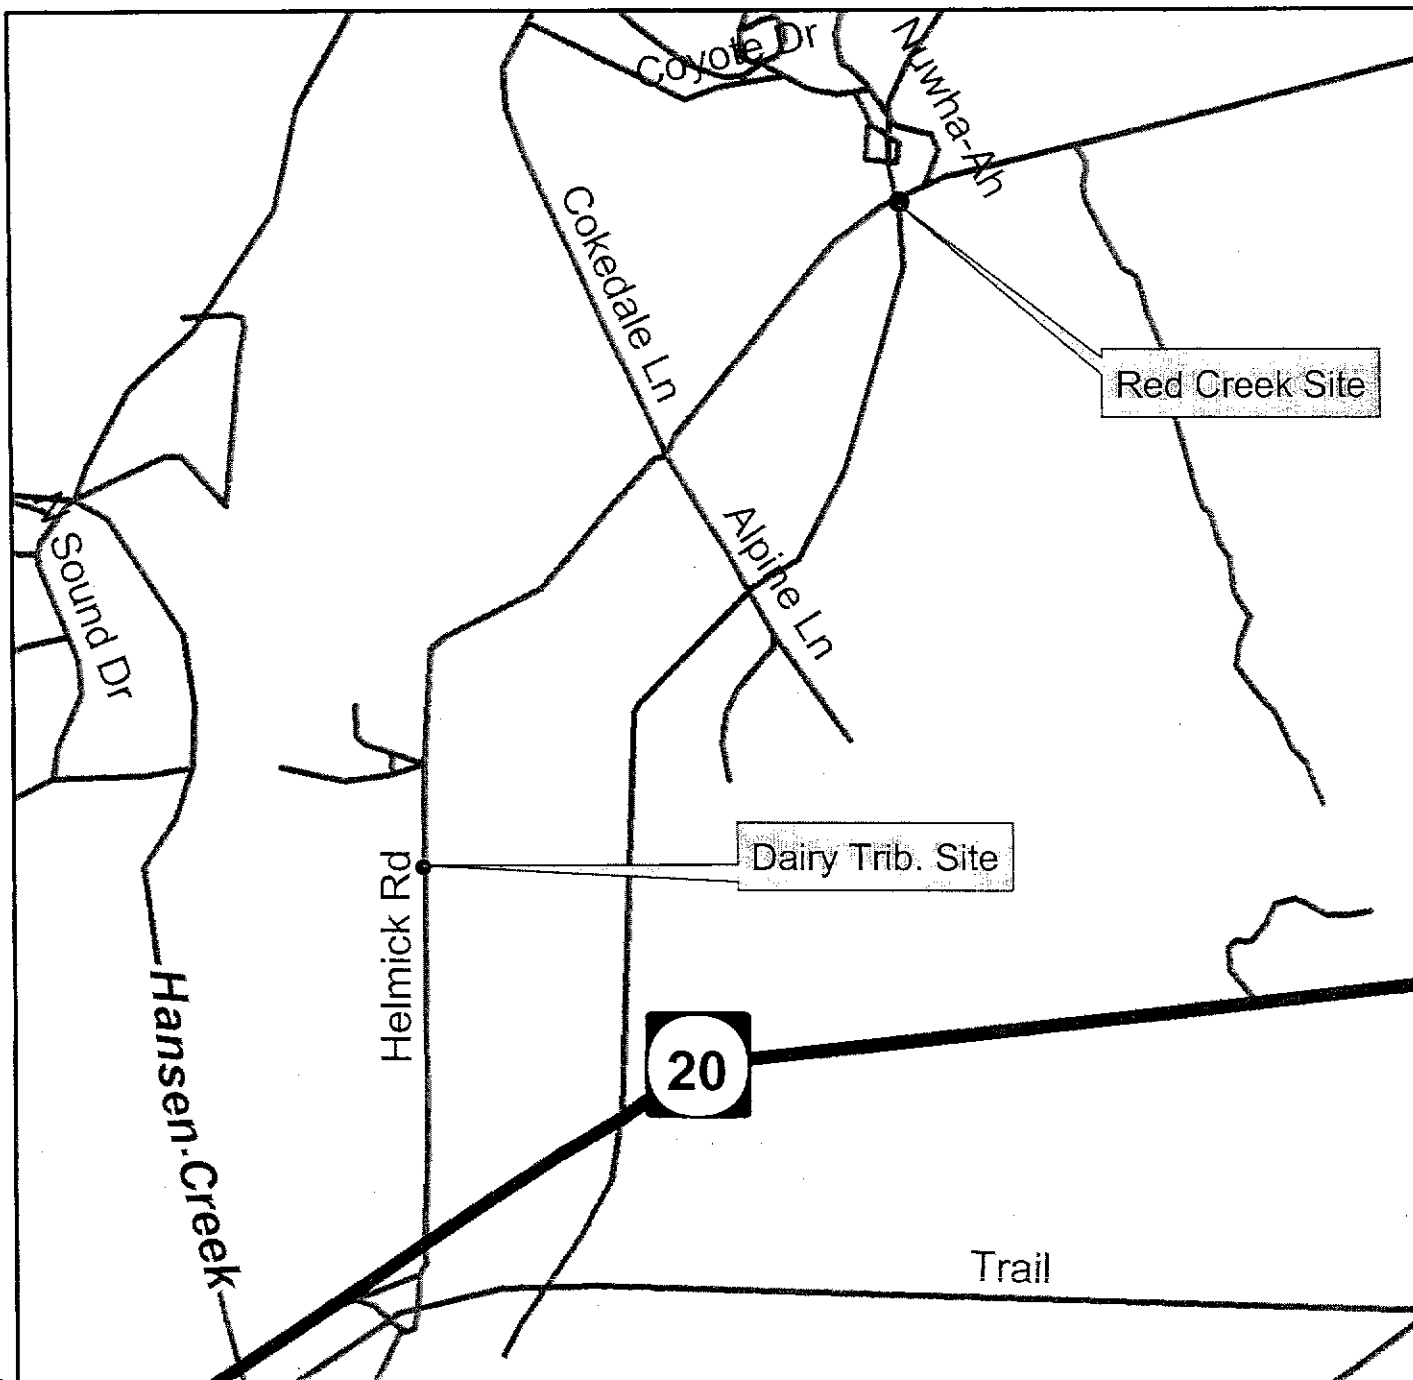 Coyote Dr
Nuwha-Ah
Cokedale Ln
Red Creek Site
Alpine Ln
Sound Dr
Dairy Trib. Site
Helmick Rd
Hansen Creek
20
Trail